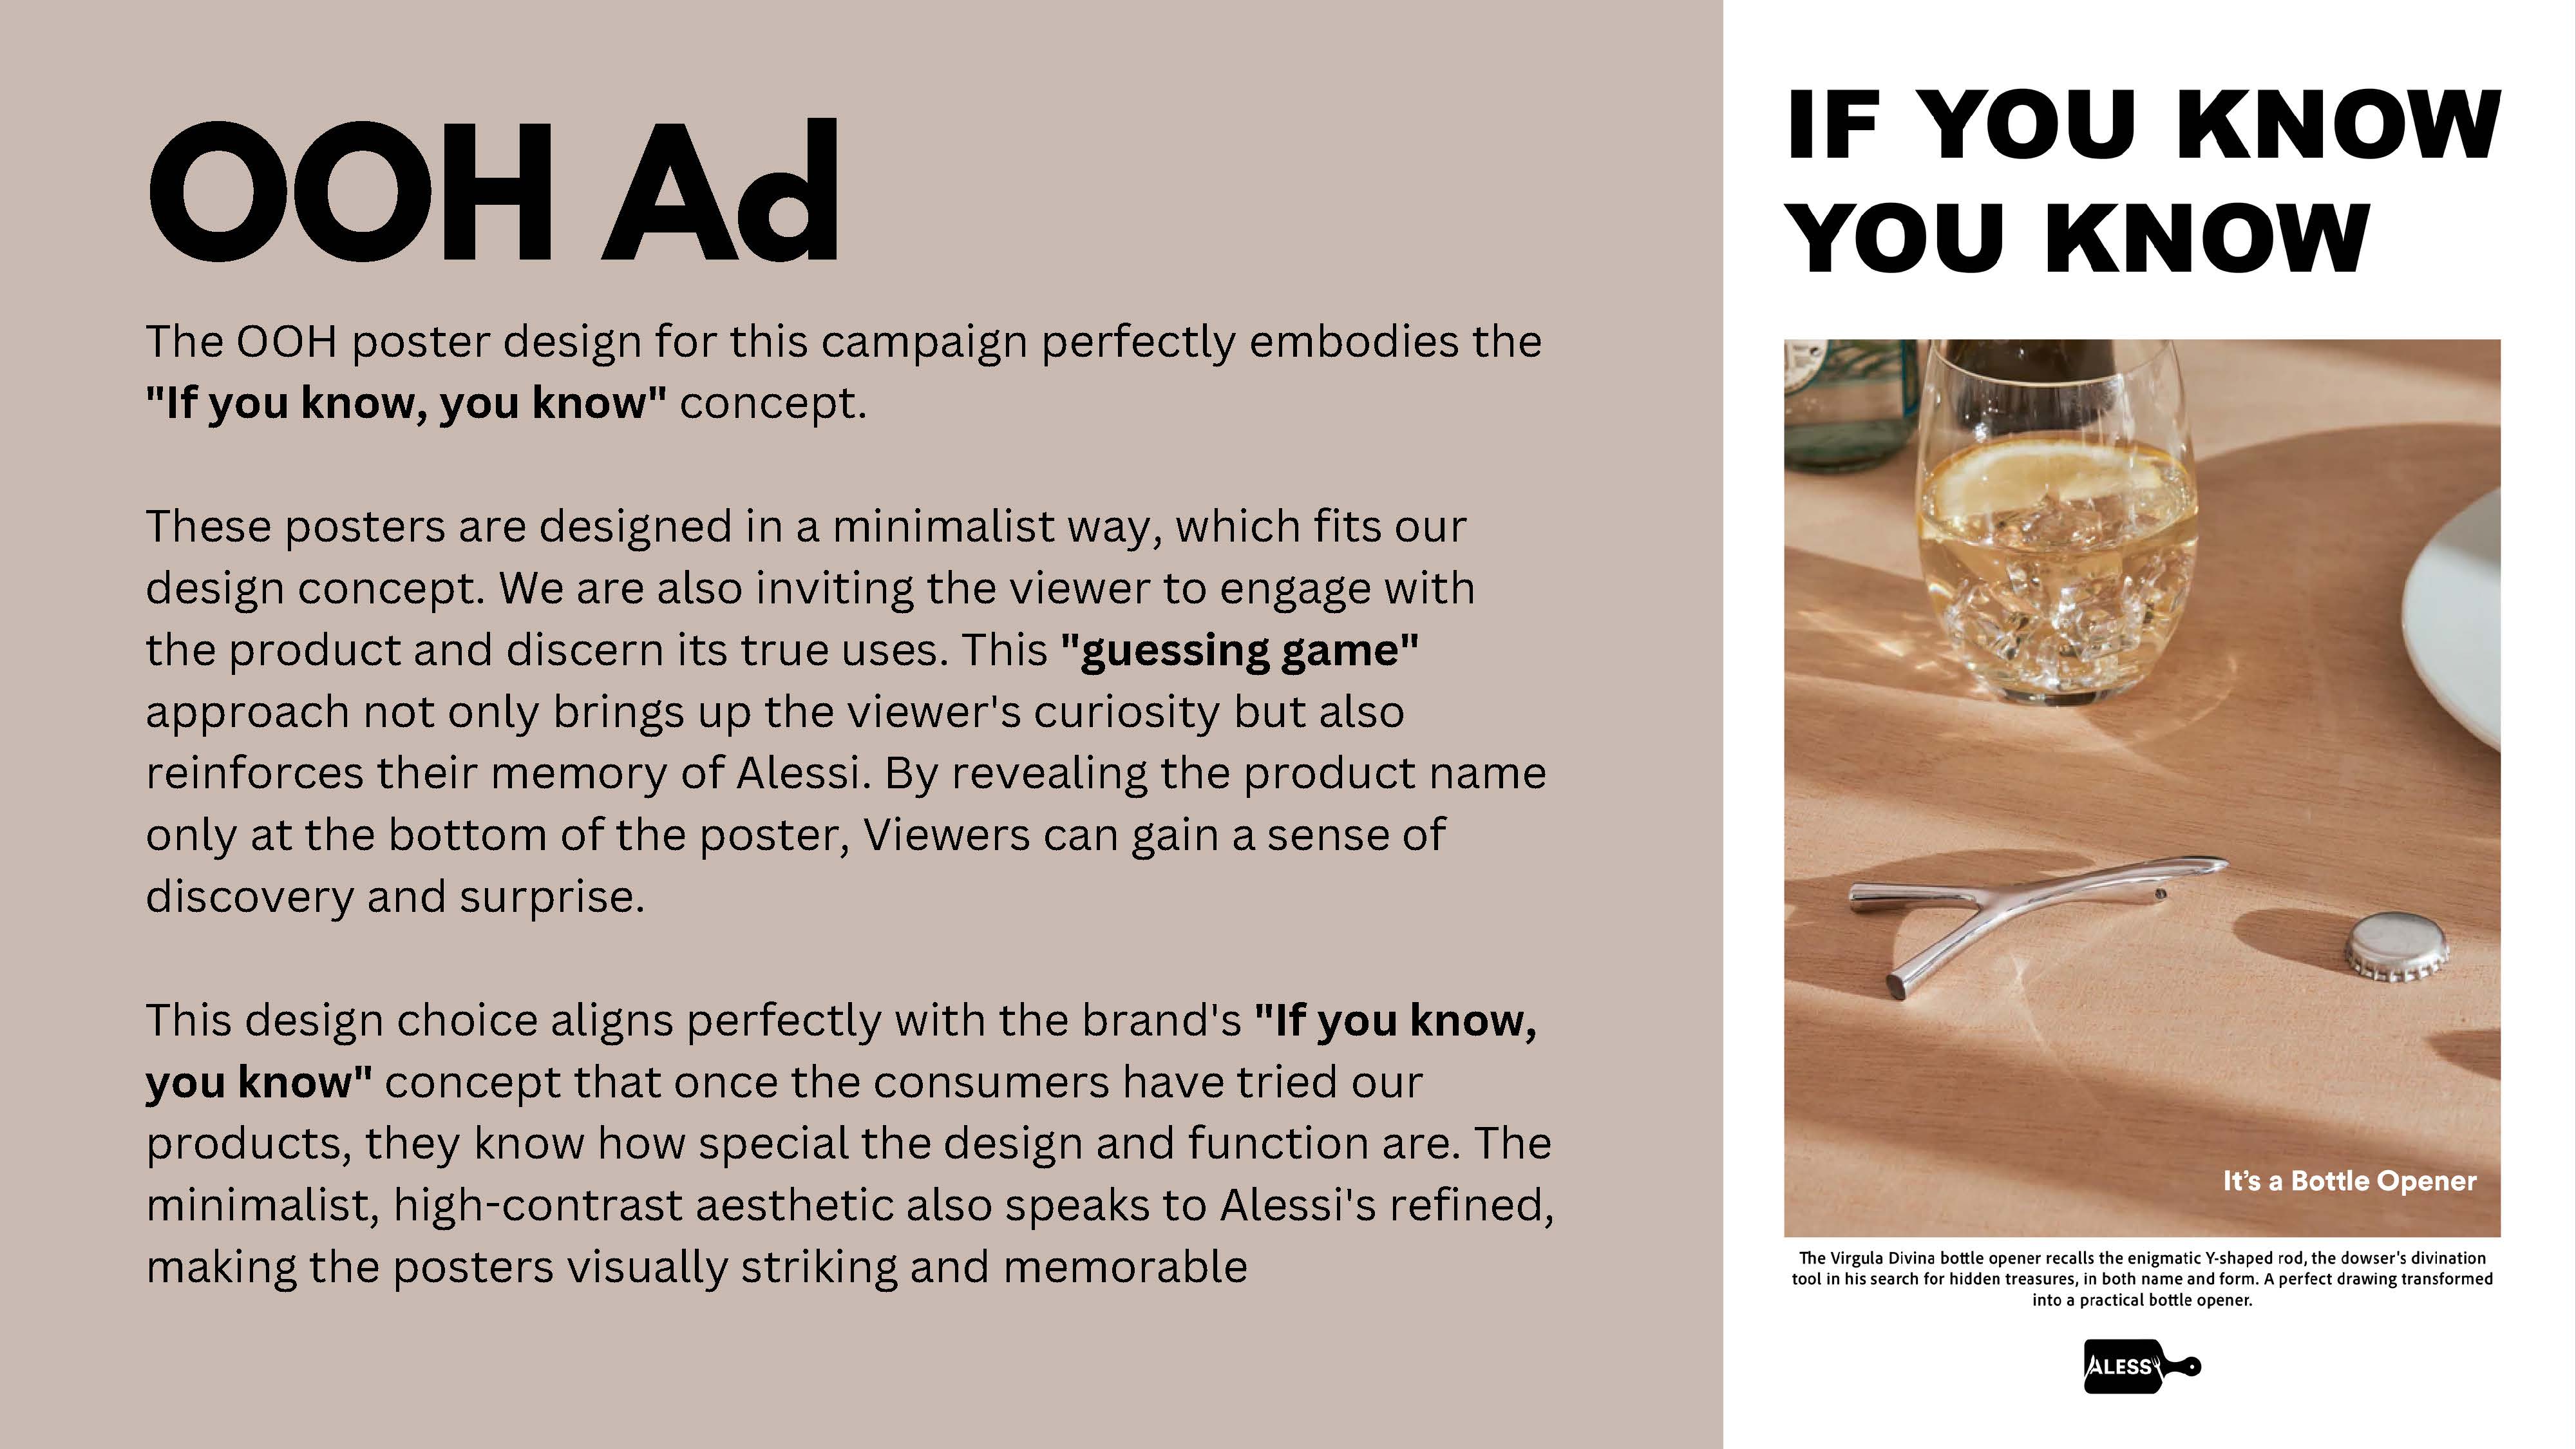 OOH Ad
The OOH poster design for this campaign perfectly embodies the
"If you know, you know" concept.
These posters are designed in a minimalist way, which fits our
design concept. We are also inviting the viewer to engage with
the product and discern its true uses. This "guessing game"
approach not only brings up the viewer's curiosity but also
reinforces their memory of Alessi. By revealing the product name
only at the bottom of the poster, Viewers can gain a sense of
discovery and surprise.
This design choice aligns perfectly with the brand's "If you know,
you know" concept that once the consumers have tried our
products, they know how special the design and function are. The
minimalist, high-contrast aesthetic also speaks to Alessi's refined,
making the posters visually striking and memorable
IF YOU KNOW
YOU KNOW
It's a Bottle Opener
The Virgula Divina bottle opener recalls the enigmatic Y-shaped rod, the dowser's divination
tool in his search for hidden treasures, in both name and form. A perfect drawing transformed
into a practical bottle opener.
ALESSI